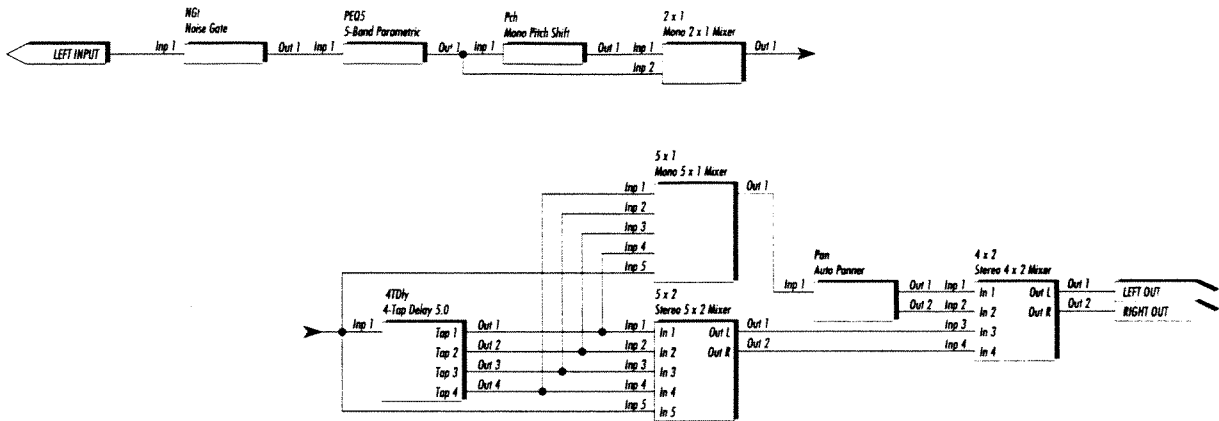 NGt
Noise Gate
PEQ5
5-Band Parametric
Pch
Mono Pitch Shift
2 x 1
Mono 2 x 1 Mixer
LEFT INPUT
Inp 1
Out 1
Inp 1
Out 1
Inp 1
Out 1
Inp 1
Inp 2
Out 1
5 x 1
Mono 5 x 1 Mixer
Inp 1
Inp 2
Inp 3
Inp 4
Inp 5
Out 1
Pan
Auto Panner
Inp 1
Out 1
Out 2
4 x 2
Stereo 4 x 2 Mixer
Inp 1
Inp 2
Inp 3
Inp 4
In 1
In 2
In 3
In 4
Out L
Out R
Out 1
Out 2
LEFT OUT
RIGHT OUT
4TDly
4-Tap Delay 5.0
Inp 1
Tap 1
Tap 2
Tap 3
Tap 4
Out 1
Out 2
Out 3
Out 4
5 x 2
Stereo 5 x 2 Mixer
Inp 1
Inp 2
Inp 3
Inp 4
Inp 5
In 1
In 2
In 3
In 4
In 5
Out L
Out R
Out 1
Out 2